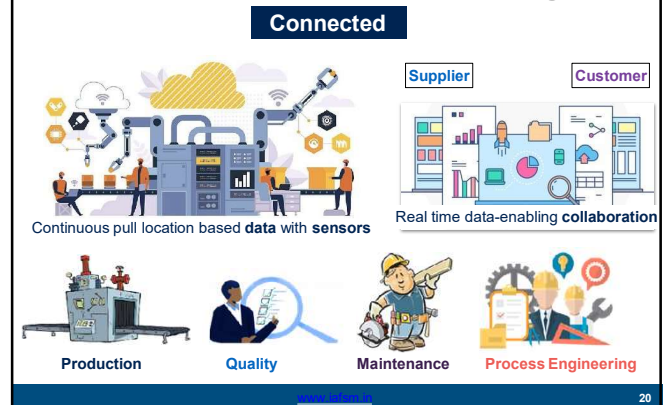 Connected
Supplier
Customer
Continuous pull location based data with sensors
Real time data-enabling collaboration
Production
Quality
Maintenance
Process Engineering
www.iafsm.in
20